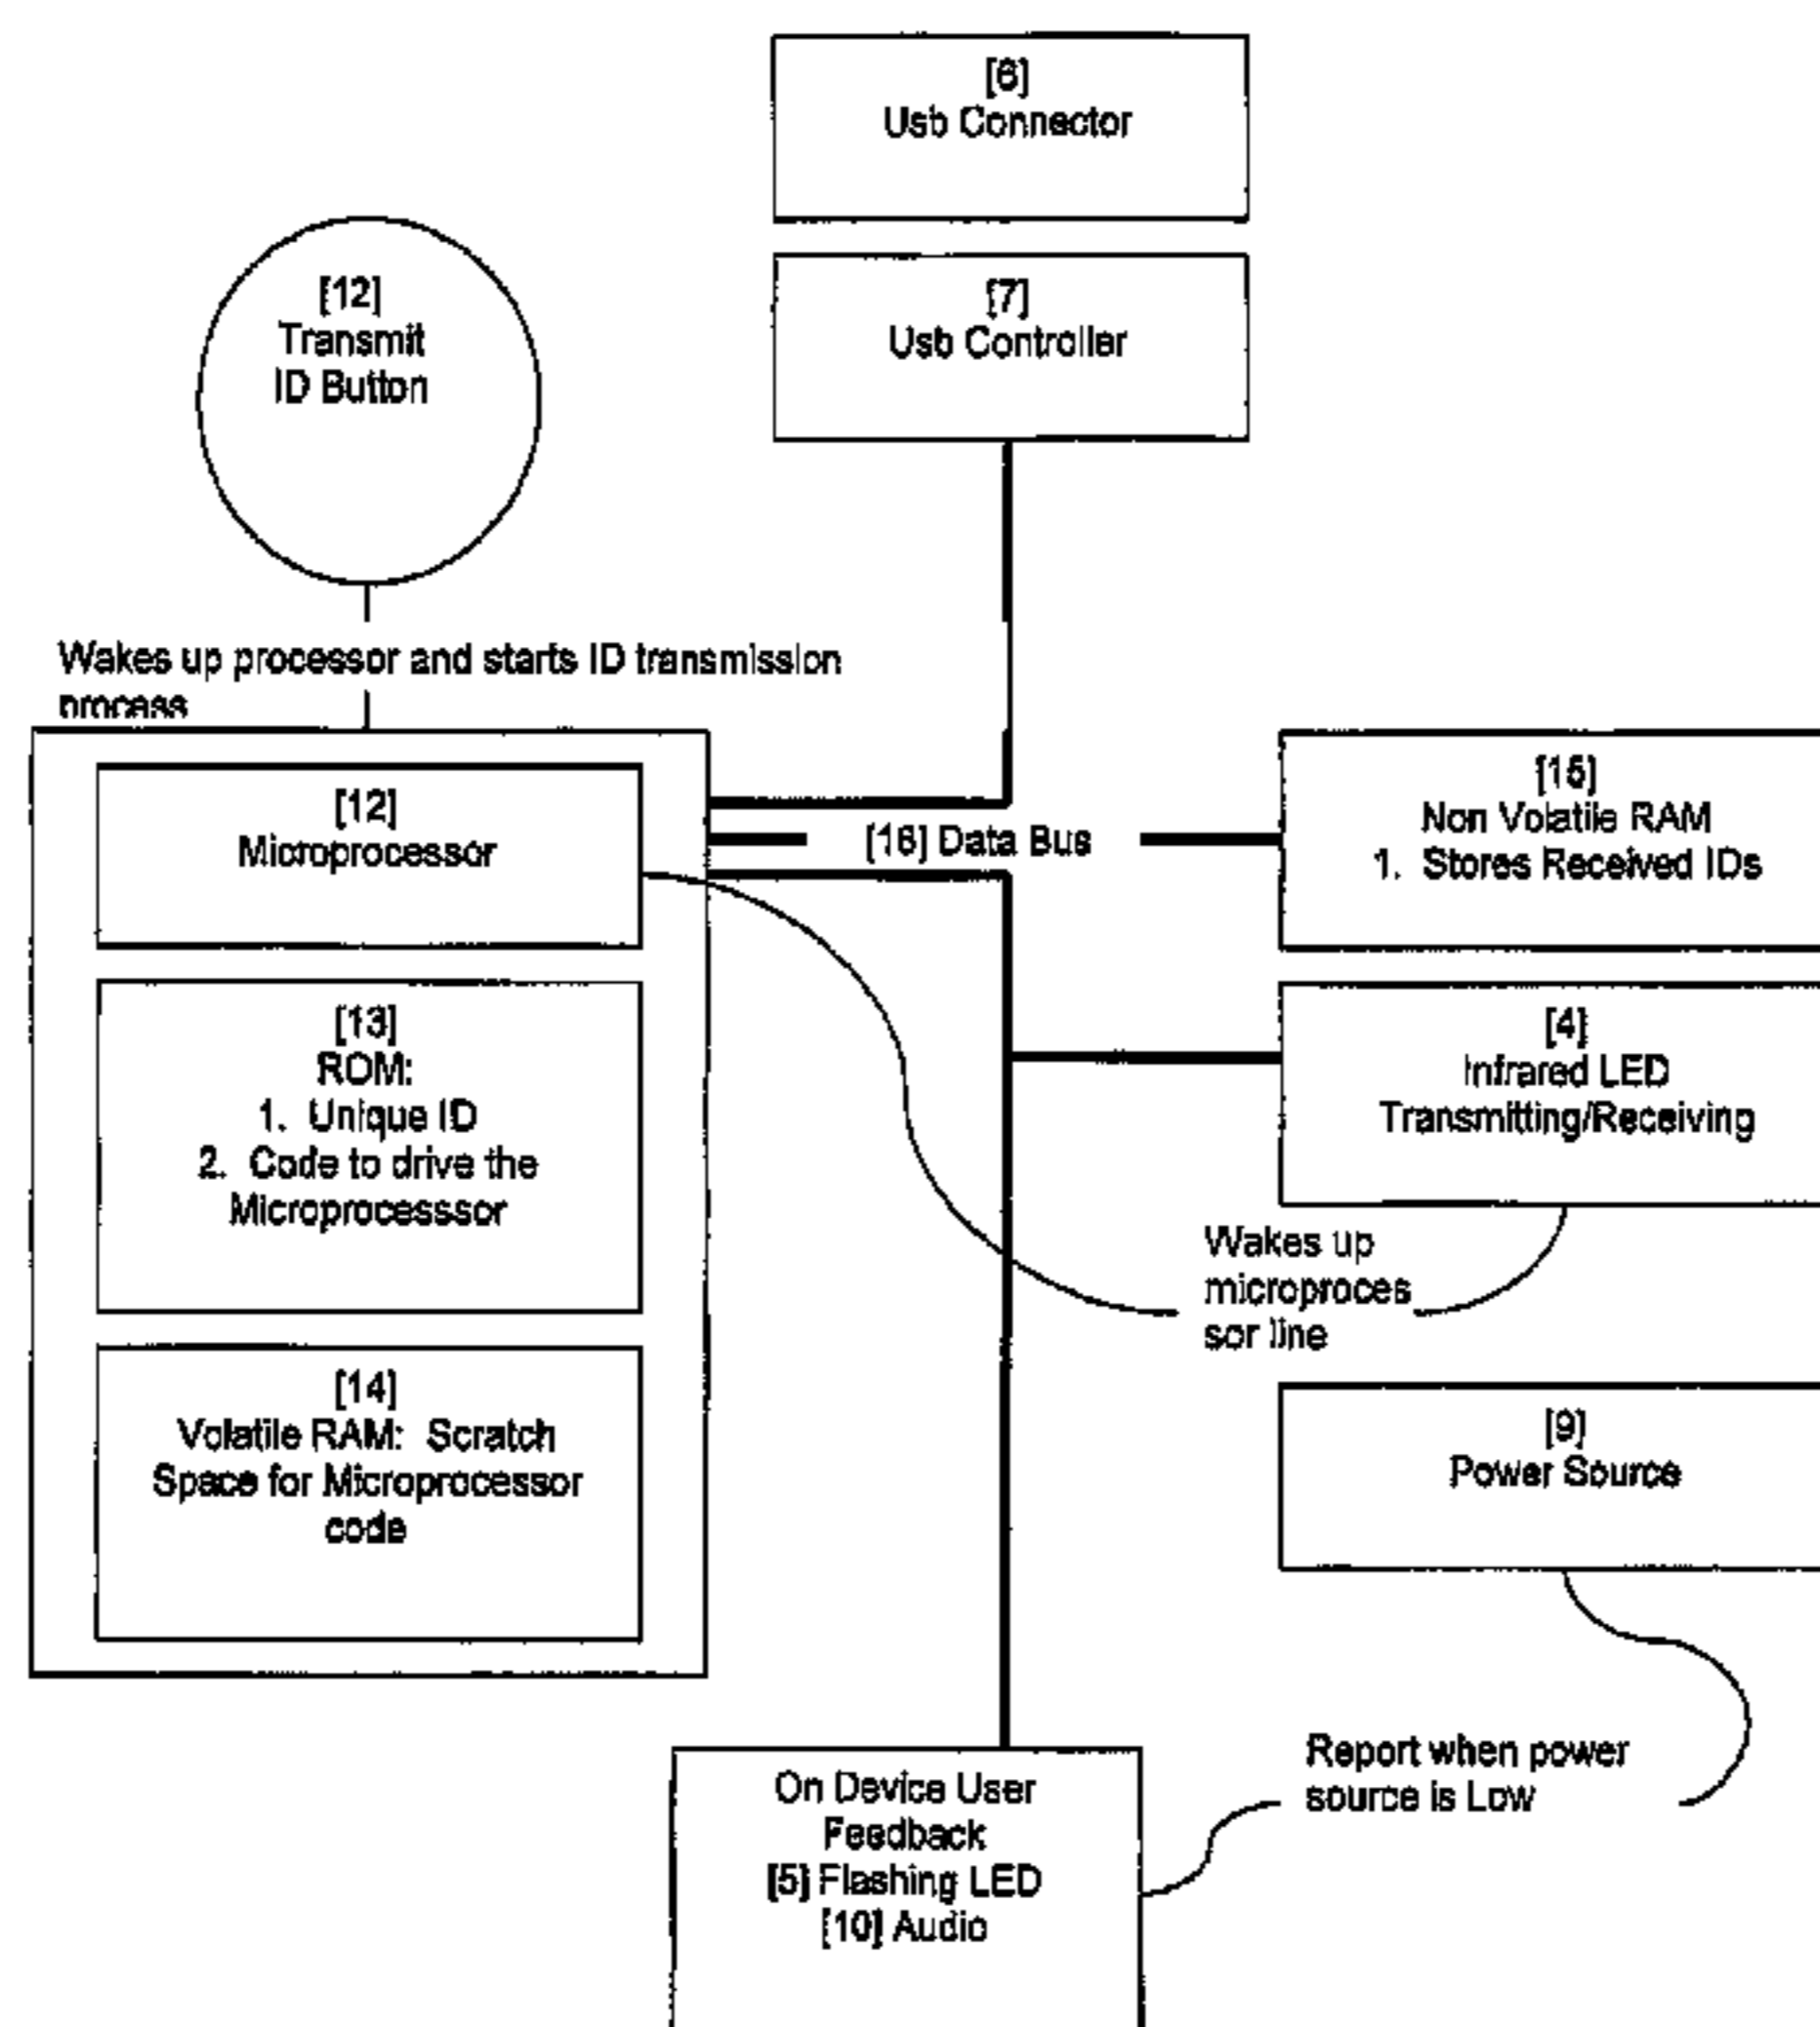 [6]
Usb Connector
[7]
Usb Controller
[12]
Transmit
ID Button
Wakes up processor and starts ID transmission
process
[12]
Microprocessor
[16] Data Bus
[15]
Non Volatile RAM
1. Stores Received IDs
[13]
ROM:
1. Unique ID
2. Code to drive the
Microprocesssor
[4]
Infrared LED
Transmitting/Receiving
Wakes up
microproces
sor line
[14]
Volatile RAM: Scratch
Space for Microprocessor
code
[9]
Power Source
Report when power
source is Low
On Device User
Feedback
[5] Flashing LED
[10] Audio